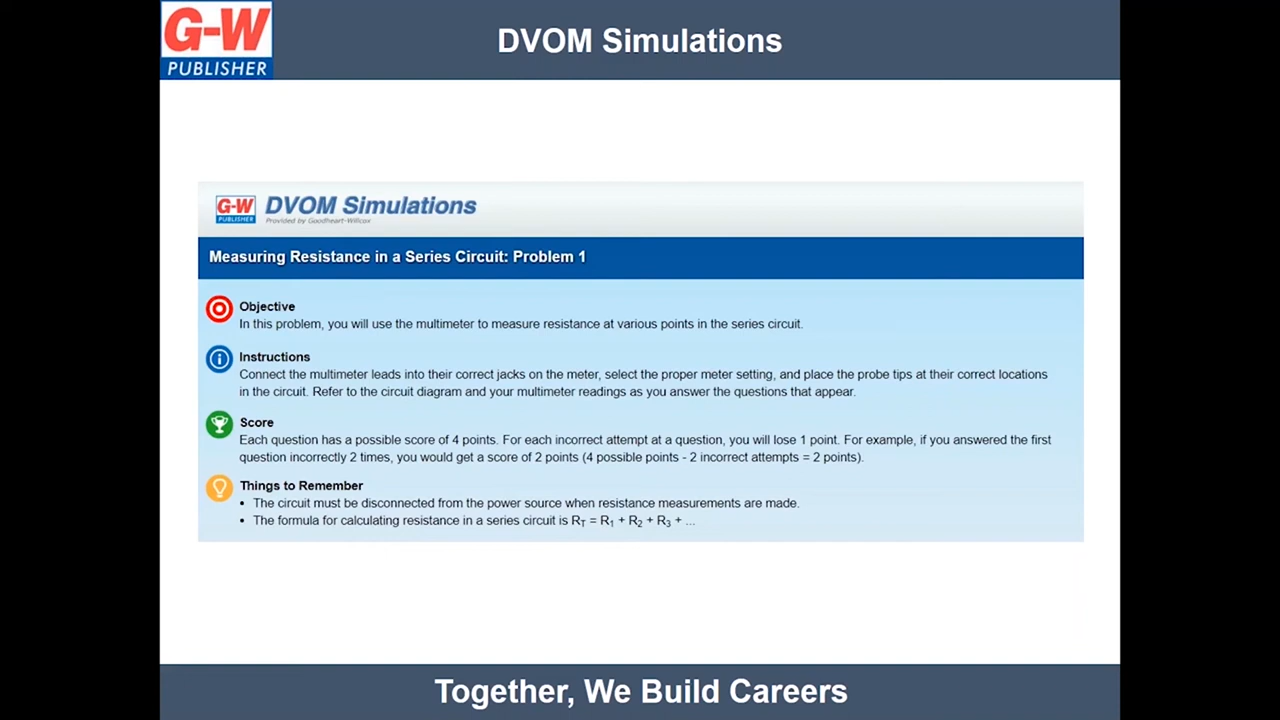 G-W
PUBLISHER
DVOM Simulations
G-W
PUBLISHER
DVOM Simulations
Provided by Goodheart-Willcox
Measuring Resistance in a Series Circuit: Problem 1
Objective
In this problem, you will use the multimeter to measure resistance at various points in the series circuit.
Instructions
Connect the multimeter leads into their correct jacks on the meter, select the proper meter setting, and place the probe tips at their correct locations
in the circuit. Refer to the circuit diagram and your multimeter readings as you answer the questions that appear.
Score
Each question has a possible score of 4 points. For each incorrect attempt at a question, you will lose 1 point. For example, if you answered the first
question incorrectly 2 times, you would get a score of 2 points (4 possible points - 2 incorrect attempts = 2 points).
Things to Remember
• The circuit must be disconnected from the power source when resistance measurements are made.
• The formula for calculating resistance in a series circuit is R_T = R_1 + R_2 + R_3 + ...
Together, We Build Careers